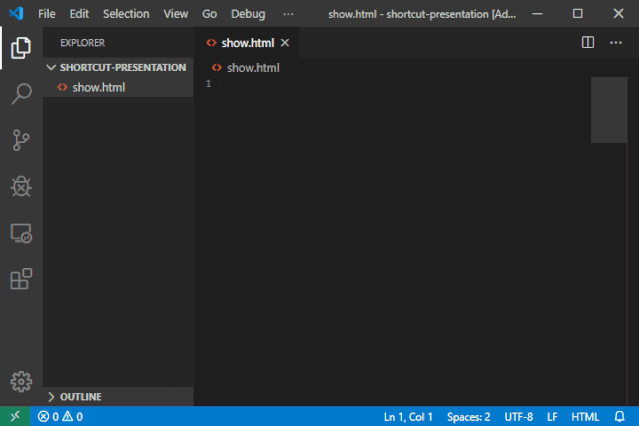 File Edit Selection View Go Debug ··· show.html - shortcut-presentation [Ad...
EXPLORER
SHORTCUT-PRESENTATION
show.html
OUTLINE
show.html
show.html
1
0 0 Ln 1, Col 1 Spaces: 2 UTF-8 LF HTML